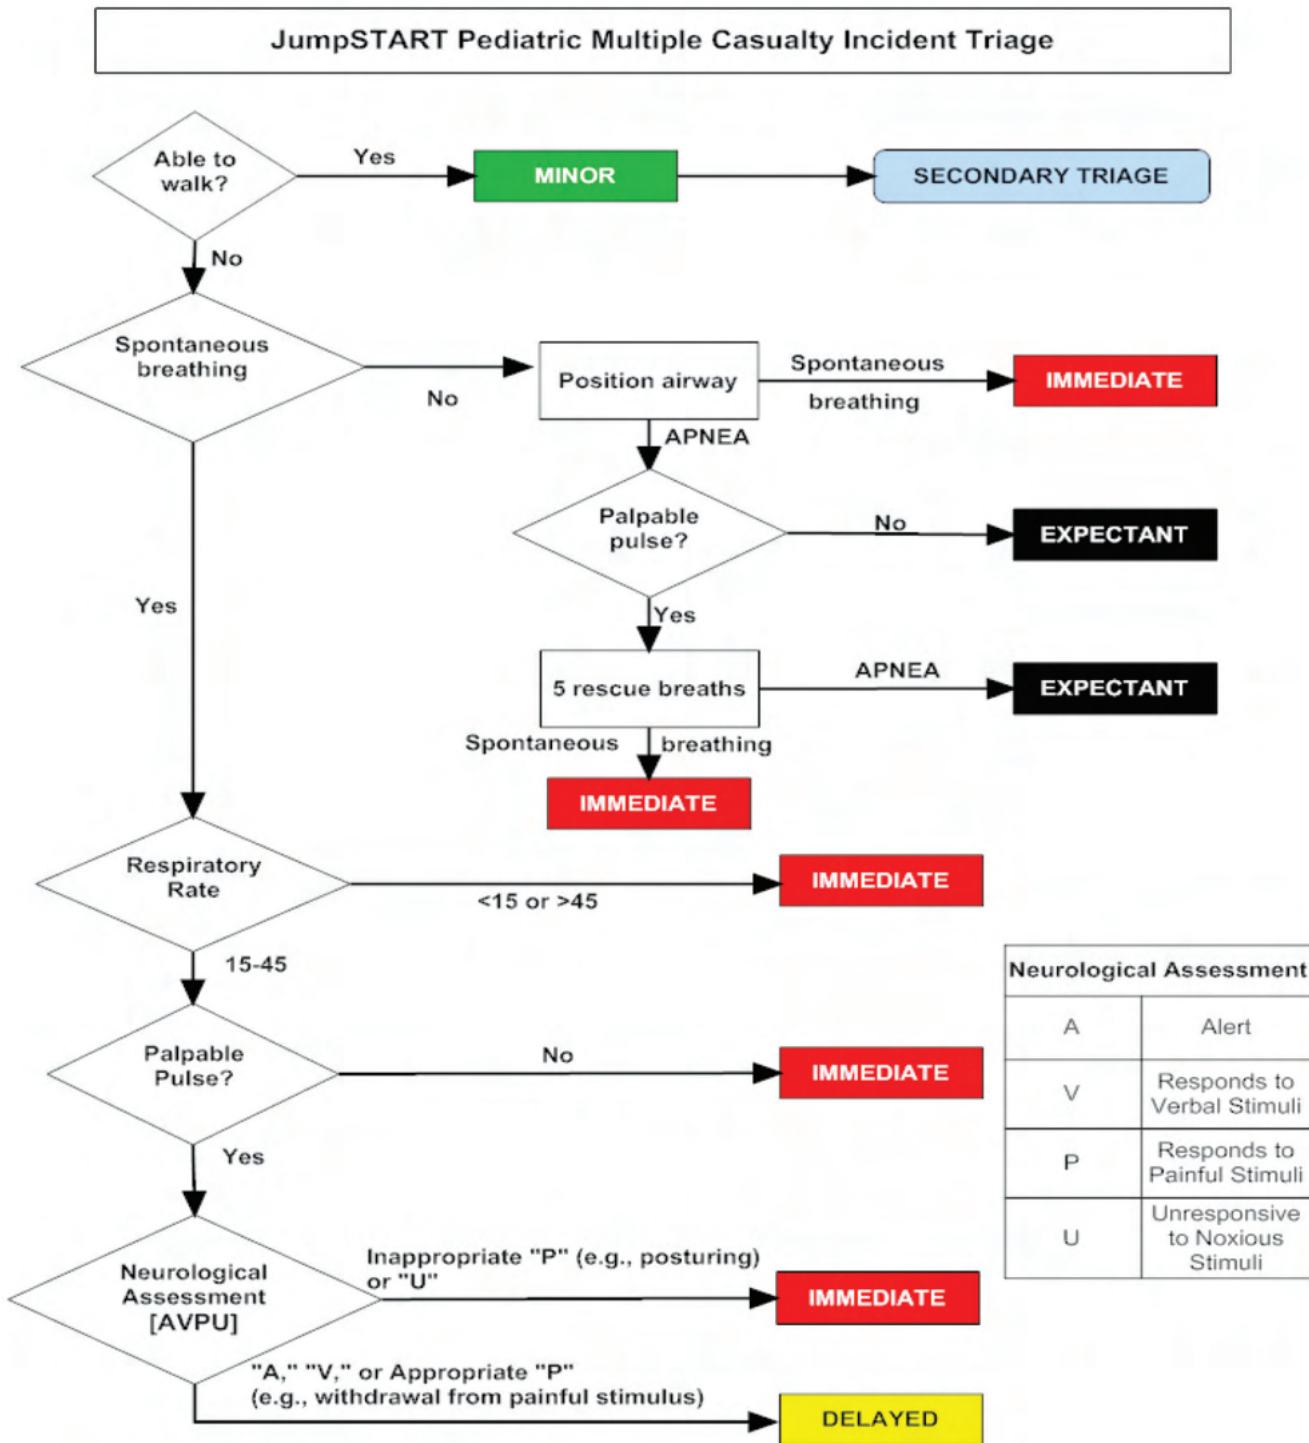 JumpSTART Pediatric Multiple Casualty Incident Triage
Able to
walk?
Yes
MINOR
SECONDARY TRIAGE
No
Spontaneous
breathing
No
Position airway
Spontaneous
breathing
IMMEDIATE
APNEA
Palpable
pulse?
No
EXPECTANT
Yes
Yes
5 rescue breaths
APNEA
EXPECTANT
Spontaneous breathing
IMMEDIATE
Respiratory
Rate
<15 or >45
IMMEDIATE
15-45
Palpable
Pulse?
No
IMMEDIATE
Yes
Neurological
Assessment
[AVPU]
Inappropriate "P" (e.g., posturing)
or "U"
IMMEDIATE
"A," "V," or Appropriate "P"
(e.g., withdrawal from painful stimulus)
DELAYED
Neurological Assessment
A Alert
V Responds to
Verbal Stimuli
P Responds to
Painful Stimuli
U Unresponsive
to Noxious
Stimuli